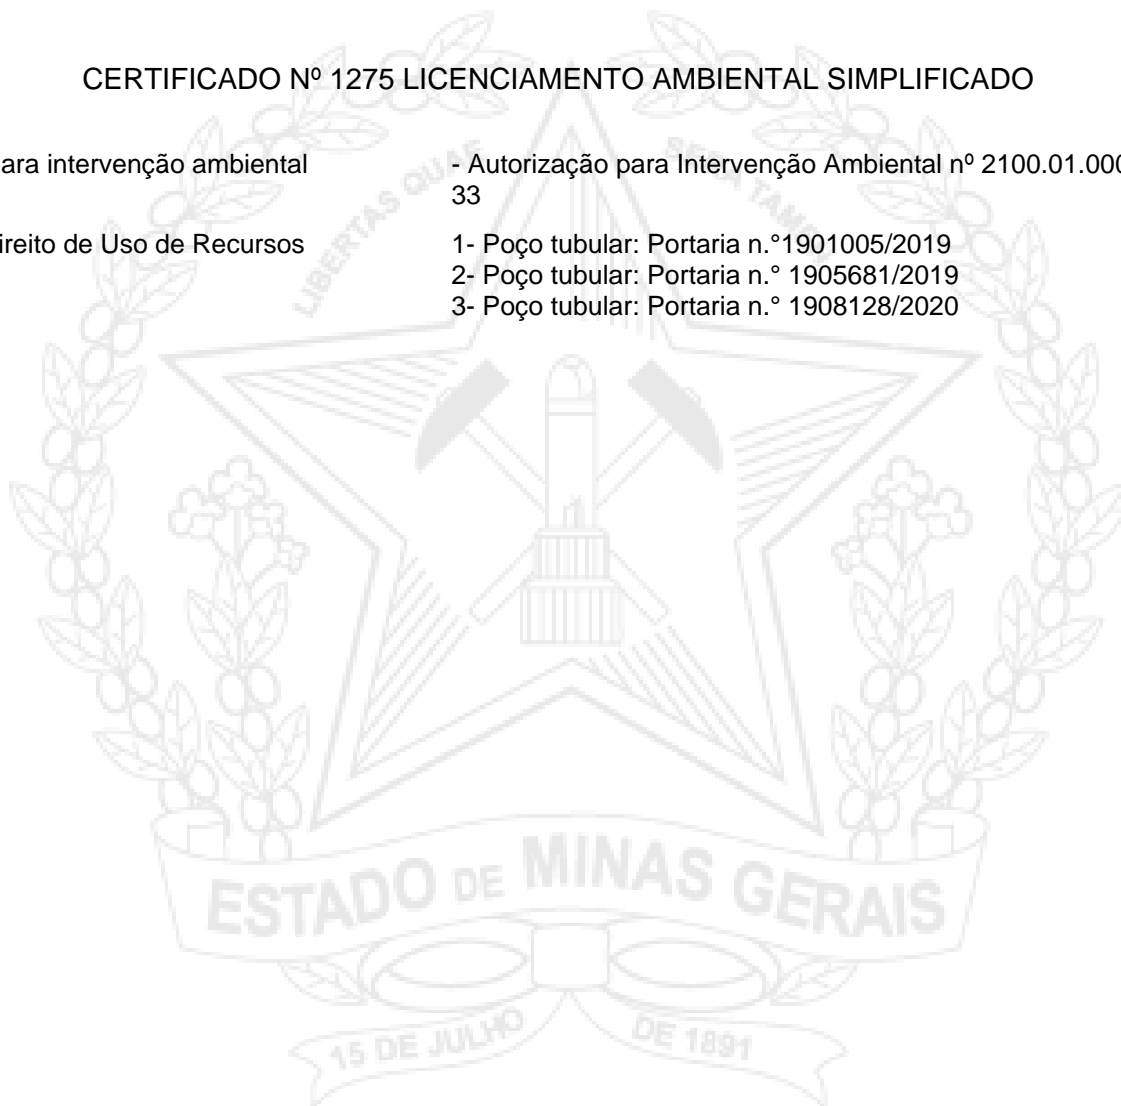 CERTIFICADO Nº 1275 LICENCIAMENTO AMBIENTAL SIMPLIFICADO
para intervenção ambiental - Autorização para Intervenção Ambiental nº 2100.01.000
33
ireito de Uso de Recursos 1- Poço tubular: Portaria n.°1901005/2019
2- Poço tubular: Portaria n.° 1905681/2019
3- Poço tubular: Portaria n.° 1908128/2020
LIBERTAS QUAE SERA TAMEN
ESTADO DE MINAS GERAIS
15 DE JULHO DE 1891